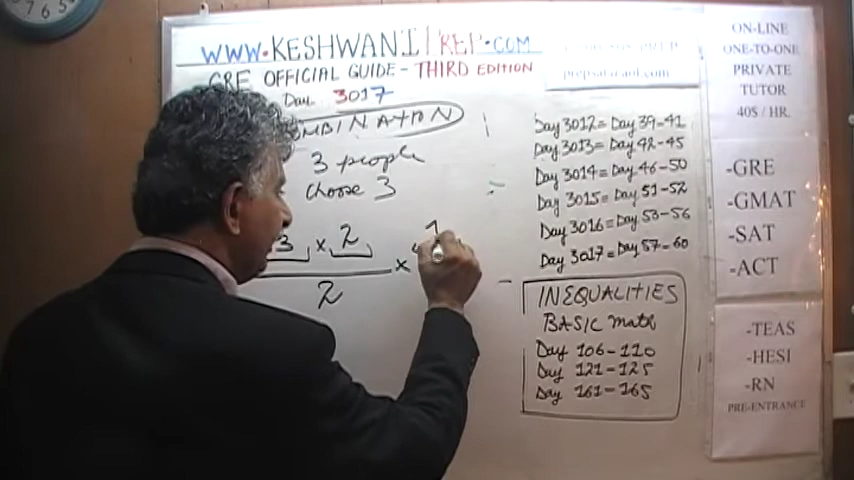 WWW.KESHWANI PREP.COM
GRE OFFICIAL GUIDE - THIRD EDITION
Day 3017
COMBINATION
3 people
choose 3
3 x 2
x
2
Day 3012 = Day 39-41
Day 3013 = Day 42-45
Day 3014 = Day 46-50
Day 3015 = Day 51-52
Day 3016 = Day 53-56
Day 3017 = Day 57-60
INEQUALITIES
BASIC math
Day 106-110
Day 121-125
Day 161-165
ON-LINE
ONE-TO-ONE
PRIVATE
TUTOR
40$ / HR.
-GRE
-GMAT
-SAT
-ACT
-TEAS
-HESI
-RN
PRE-ENTRANCE
7 6 5